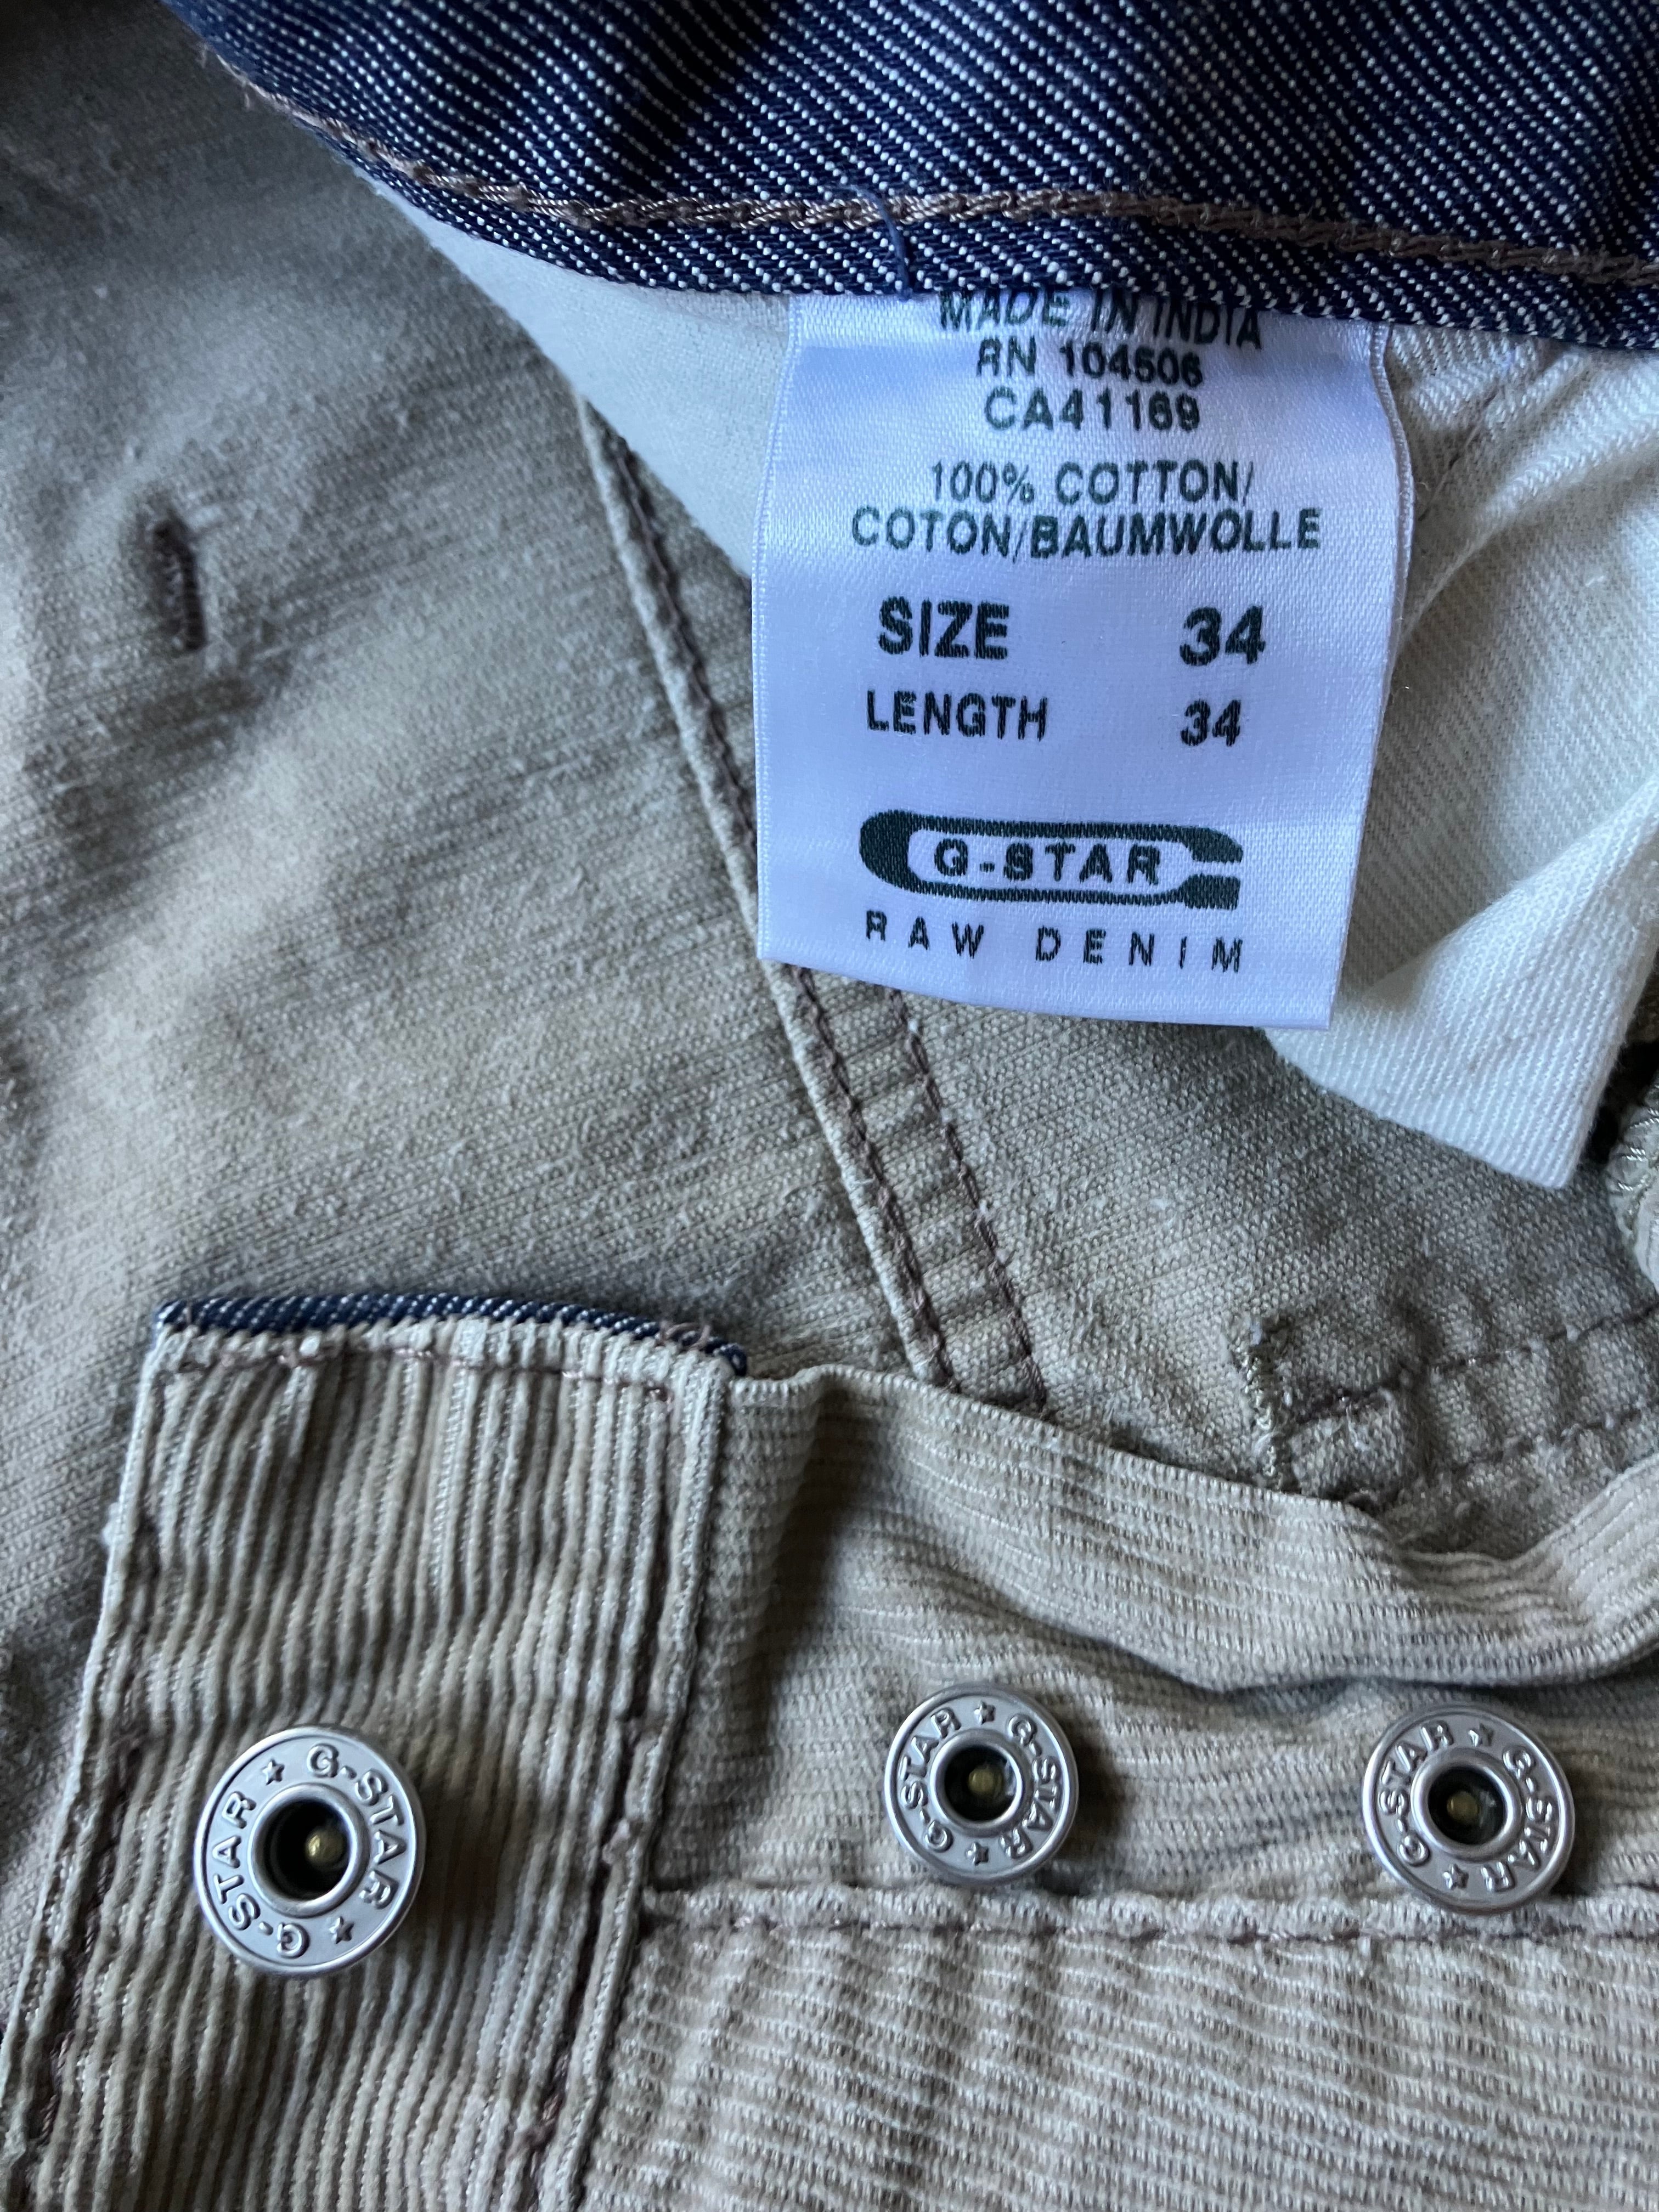 MADE IN INDIA
RN 104506
CA41169
100% COTTON/
COTON/BAUMWOLLE
SIZE 34
LENGTH 34
G-STAR
RAW DENIM
G-STAR ★ G-STAR ★
G-STAR ★ G-STAR ★
G-STAR ★ G-STAR ★